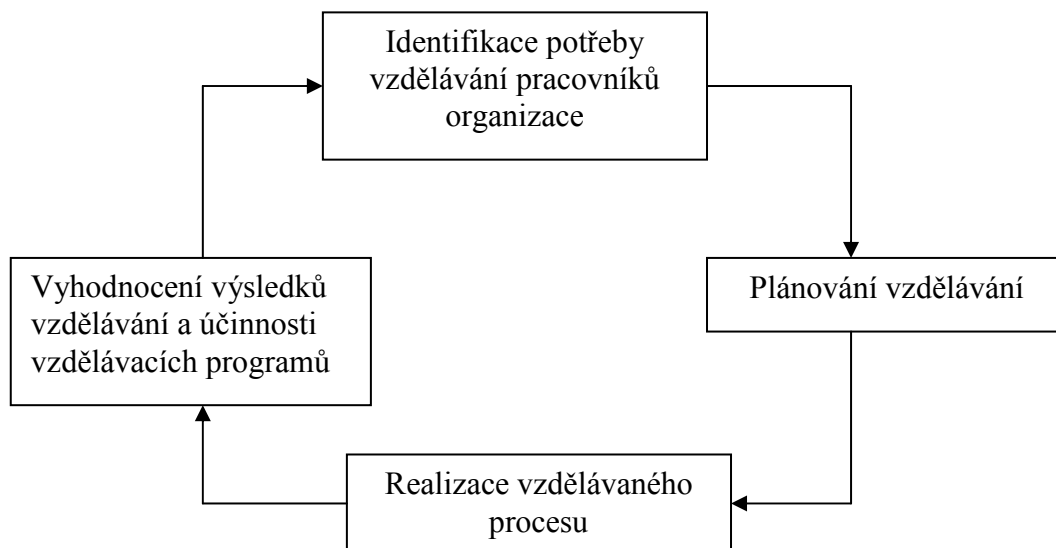 Identifikace potřeby
vzdělávání pracovníků
organizace
Plánování vzdělávání
Realizace vzdělávaného
procesu
Vyhodnocení výsledků
vzdělávání a účinnosti
vzdělávacích programů